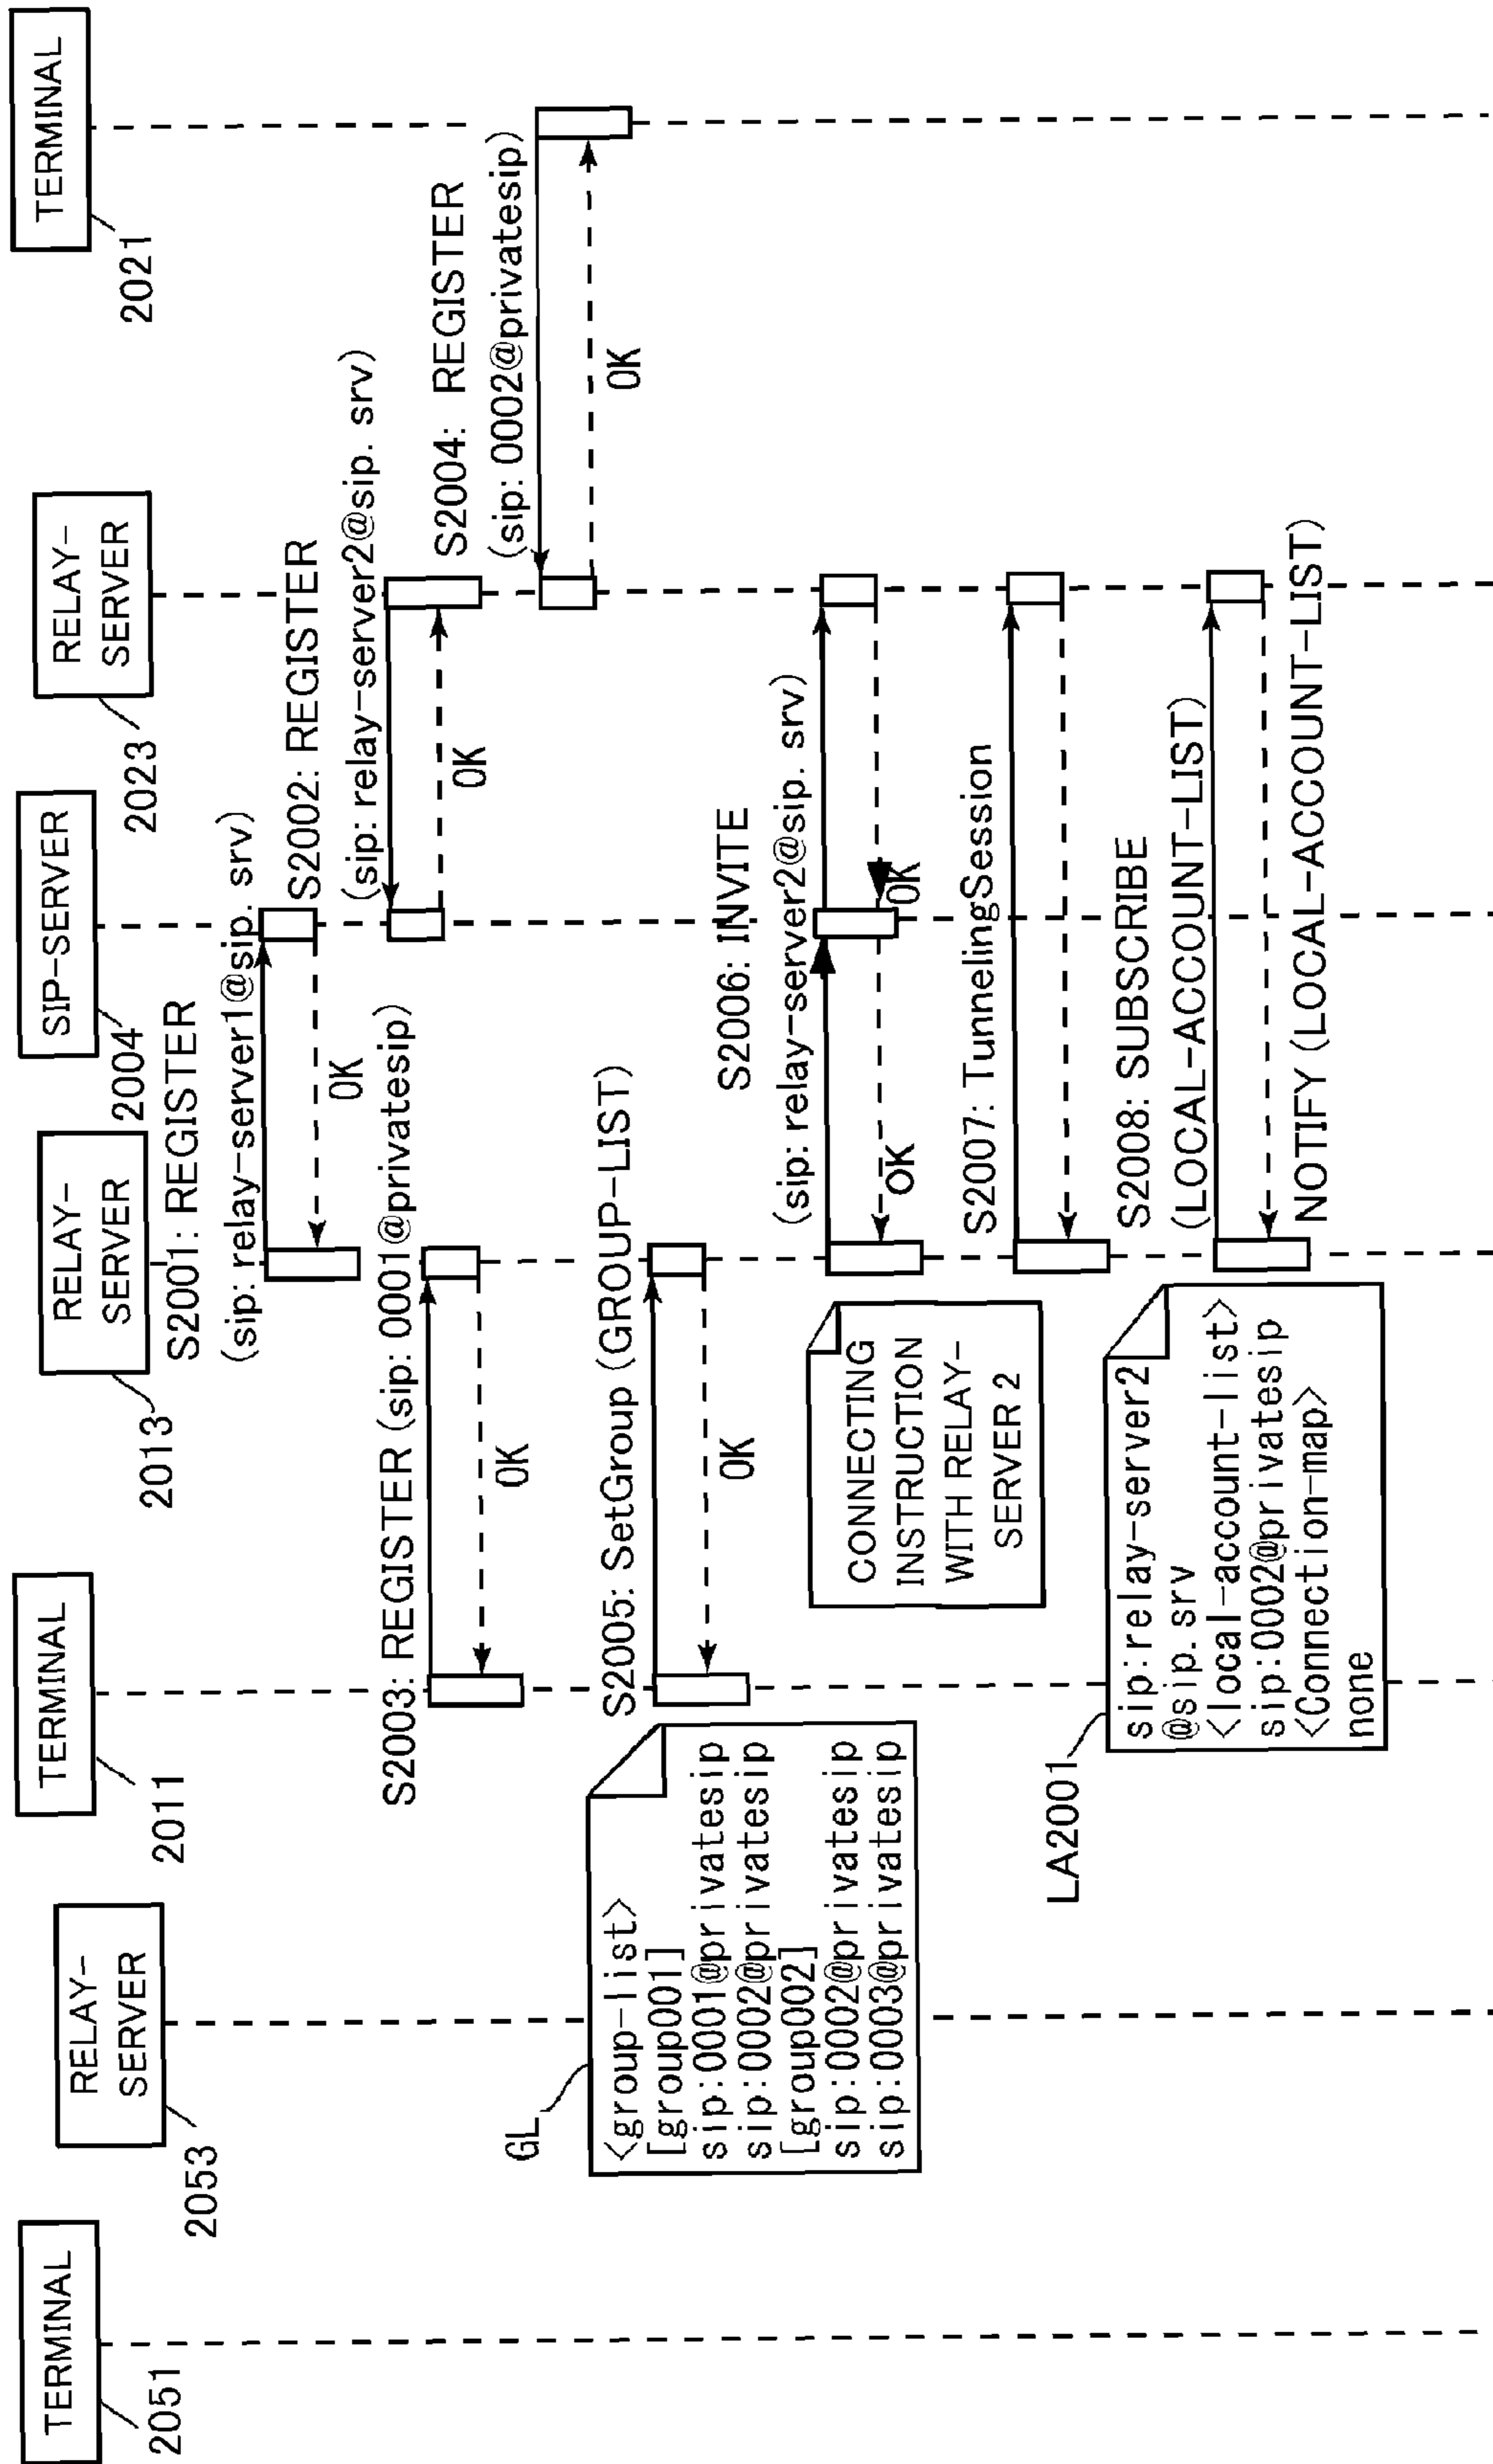 TERMINAL
2051
RELAY-
SERVER
2053
TERMINAL
2011
RELAY-
SERVER
2013
SIP-SERVER
2004
RELAY-
SERVER
2023
TERMINAL
2021
S2001: REGISTER
(sip: relay-server1@sip. srv)
OK
S2002: REGISTER
(sip: relay-server2@sip. srv)
OK
S2003: REGISTER (sip: 0001@privatesip)
OK
S2004: REGISTER
(sip: 0002@privatesip)
OK
GL
<group-list>
[group001]
sip:0001@privatesip
sip:0002@privatesip
[group002]
sip:0002@privatesip
sip:0003@privatesip
S2005: SetGroup (GROUP-LIST)
OK
CONNECTING
INSTRUCTION
WITH RELAY-
SERVER 2
S2006: INVITE
(sip: relay-server2@sip. srv)
OK
OK
S2007: TunnelingSession
S2008: SUBSCRIBE
(LOCAL-ACCOUNT-LIST)
NOTIFY (LOCAL-ACCOUNT-LIST)
LA2001
sip:relay-server2
@sip.srv
<local-account-list>
sip:0002@privatesip
<Connection-map>
none